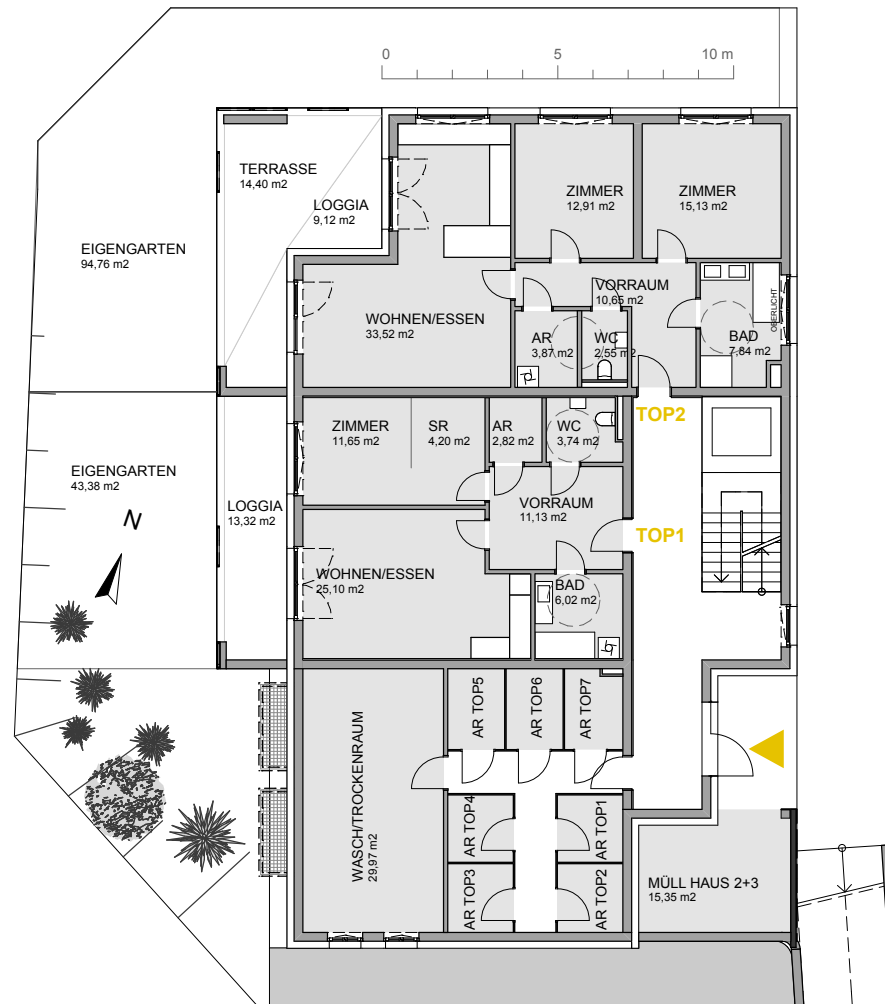 0 5 10 m
TERRASSE
14,40 m2
LOGGIA
9,12 m2
ZIMMER
12,91 m2
ZIMMER
15,13 m2
EIGENGARTEN
94,76 m2
VORRAUM
10,65 m2
OBERLICHT
WOHNEN/ESSEN
33,52 m2
AR
3,87 m2
WC
2,55 m2
BAD
7,84 m2
TOP2
ZIMMER
11,65 m2
SR
4,20 m2
AR
2,82 m2
WC
3,74 m2
EIGENGARTEN
43,38 m2
LOGGIA
13,32 m2
VORRAUM
11,13 m2
N
TOP1
WOHNEN/ESSEN
25,10 m2
BAD
6,02 m2
AR TOP5
AR TOP6
AR TOP7
WASCH/TROCKENRAUM
29,97 m2
AR TOP4
AR TOP1
AR TOP3
AR TOP2
MÜLL HAUS 2+3
15,35 m2